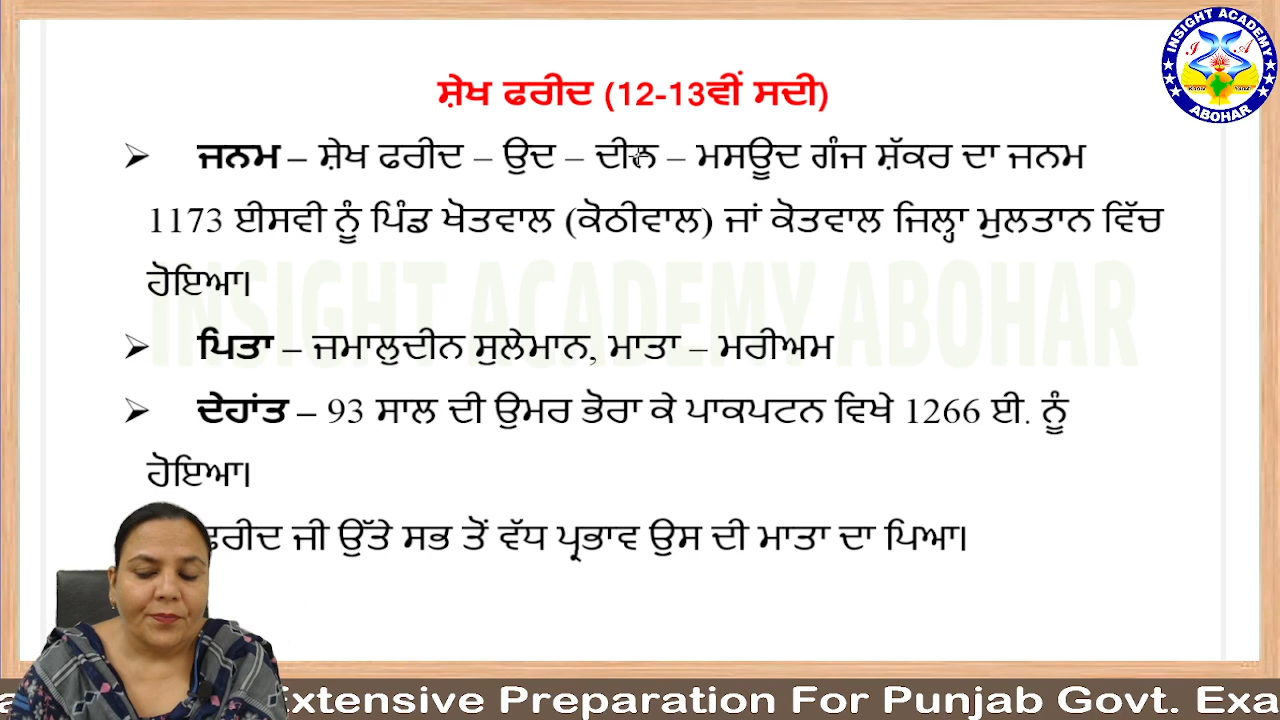 INSIGHT ACADEMY
I A
ABOHAR
ਸ਼ੇਖ ਫਰੀਦ (12-13ਵੀਂ ਸਦੀ)
➢ ਜਨਮ – ਸ਼ੇਖ ਫਰੀਦ – ਉਦ – ਦੀਨ – ਮਸਊਦ ਗੰਜ ਸ਼ੱਕਰ ਦਾ ਜਨਮ
1173 ਈਸਵੀ ਨੂੰ ਪਿੰਡ ਖੋਤਵਾਲ (ਕੋਠੀਵਾਲ) ਜਾਂ ਕੋਤਵਾਲ ਜਿਲ੍ਹਾ ਮੁਲਤਾਨ ਵਿੱਚ
ਹੋਇਆ।
INSIGHT ACADEMY ABOHAR
➢ ਪਿਤਾ – ਜਮਾਲੁਦੀਨ ਸੁਲੇਮਾਨ, ਮਾਤਾ – ਮਰੀਅਮ
➢ ਦੇਹਾਂਤ – 93 ਸਾਲ ਦੀ ਉਮਰ ਭੋਰਾ ਕੇ ਪਾਕਪਟਨ ਵਿਖੇ 1266 ਈ. ਨੂੰ
ਹੋਇਆ।
ਫਰੀਦ ਜੀ ਉੱਤੇ ਸਭ ਤੋਂ ਵੱਧ ਪ੍ਰਭਾਵ ਉਸ ਦੀ ਮਾਤਾ ਦਾ ਪਿਆ।
Extensive Preparation For Punjab Govt. Exa